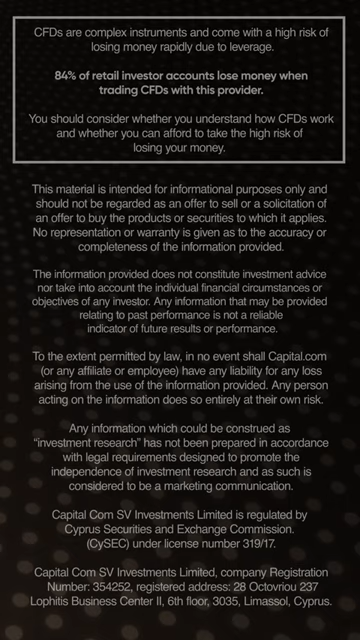 CFDs are complex instruments and come with a high risk of
losing money rapidly due to leverage.
84% of retail investor accounts lose money when
trading CFDs with this provider.
You should consider whether you understand how CFDs work
and whether you can afford to take the high risk of
losing your money.
This material is intended for informational purposes only and
should not be regarded as an offer to sell or a solicitation of
an offer to buy the products or securities to which it applies.
No representation or warranty is given as to the accuracy or
completeness of the information provided.
The information provided does not constitute investment advice
nor take into account the individual financial circumstances or
objectives of any investor. Any information that may be provided
relating to past performance is not a reliable
indicator of future results or performance.
To the extent permitted by law, in no event shall Capital.com
(or any affiliate or employee) have any liability for any loss
arising from the use of the information provided. Any person
acting on the information does so entirely at their own risk.
Any information which could be construed as
“investment research” has not been prepared in accordance
with legal requirements designed to promote the
independence of investment research and as such is
considered to be a marketing communication.
Capital Com SV Investments Limited is regulated by
Cyprus Securities and Exchange Commission.
(CySEC) under license number 319/17.
Capital Com SV Investments Limited, company Registration
Number: 354252, registered address: 28 Octovriou 237
Lophitis Business Center II, 6th floor, 3035, Limassol, Cyprus.